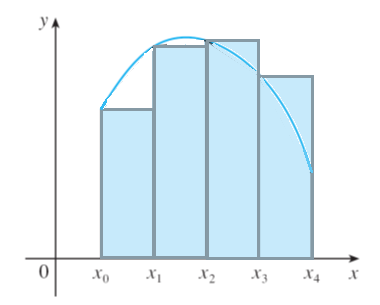 y
0 x₀ x₁ x₂ x₃ x₄ x